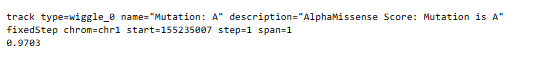 track type=wiggle_0 name="Mutation: A" description="AlphaMissense Score: Mutation is A"
fixedStep chrom=chr1 start=155235007 step=1 span=1
0.9703